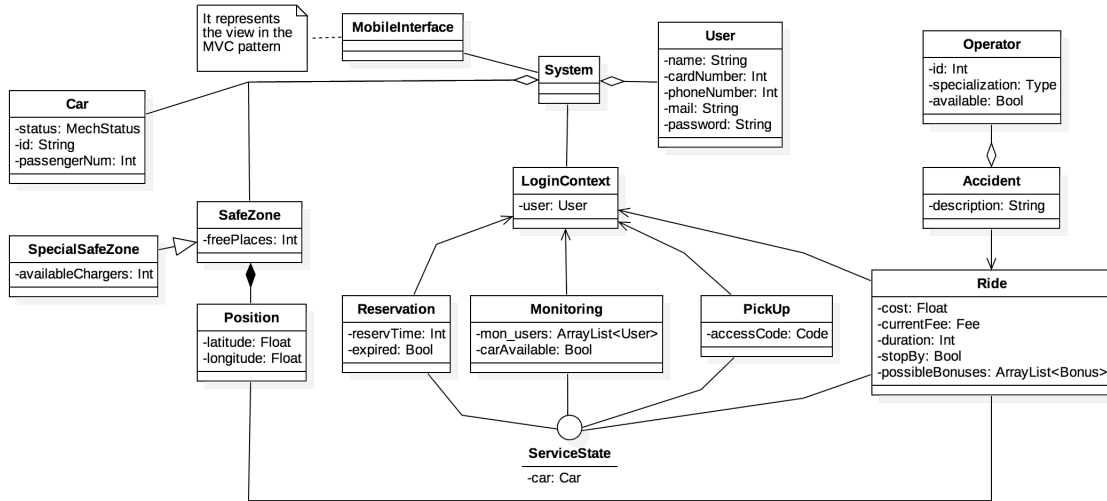 It represents
the view in the
MVC pattern
MobileInterface
System
User
-name: String
-cardNumber: Int
-phoneNumber: Int
-mail: String
-password: String
Operator
-id: Int
-specialization: Type
-available: Bool
Car
-status: MechStatus
-id: String
-passengerNum: Int
LoginContext
-user: User
Accident
-description: String
SafeZone
-freePlaces: Int
SpecialSafeZone
-availableChargers: Int
Position
-latitude: Float
-longitude: Float
Reservation
-reservTime: Int
-expired: Bool
Monitoring
-mon_users: ArrayList<User>
-carAvailable: Bool
PickUp
-accessCode: Code
Ride
-cost: Float
-currentFee: Fee
-duration: Int
-stopBy: Bool
-possibleBonuses: ArrayList<Bonus>
ServiceState
-car: Car